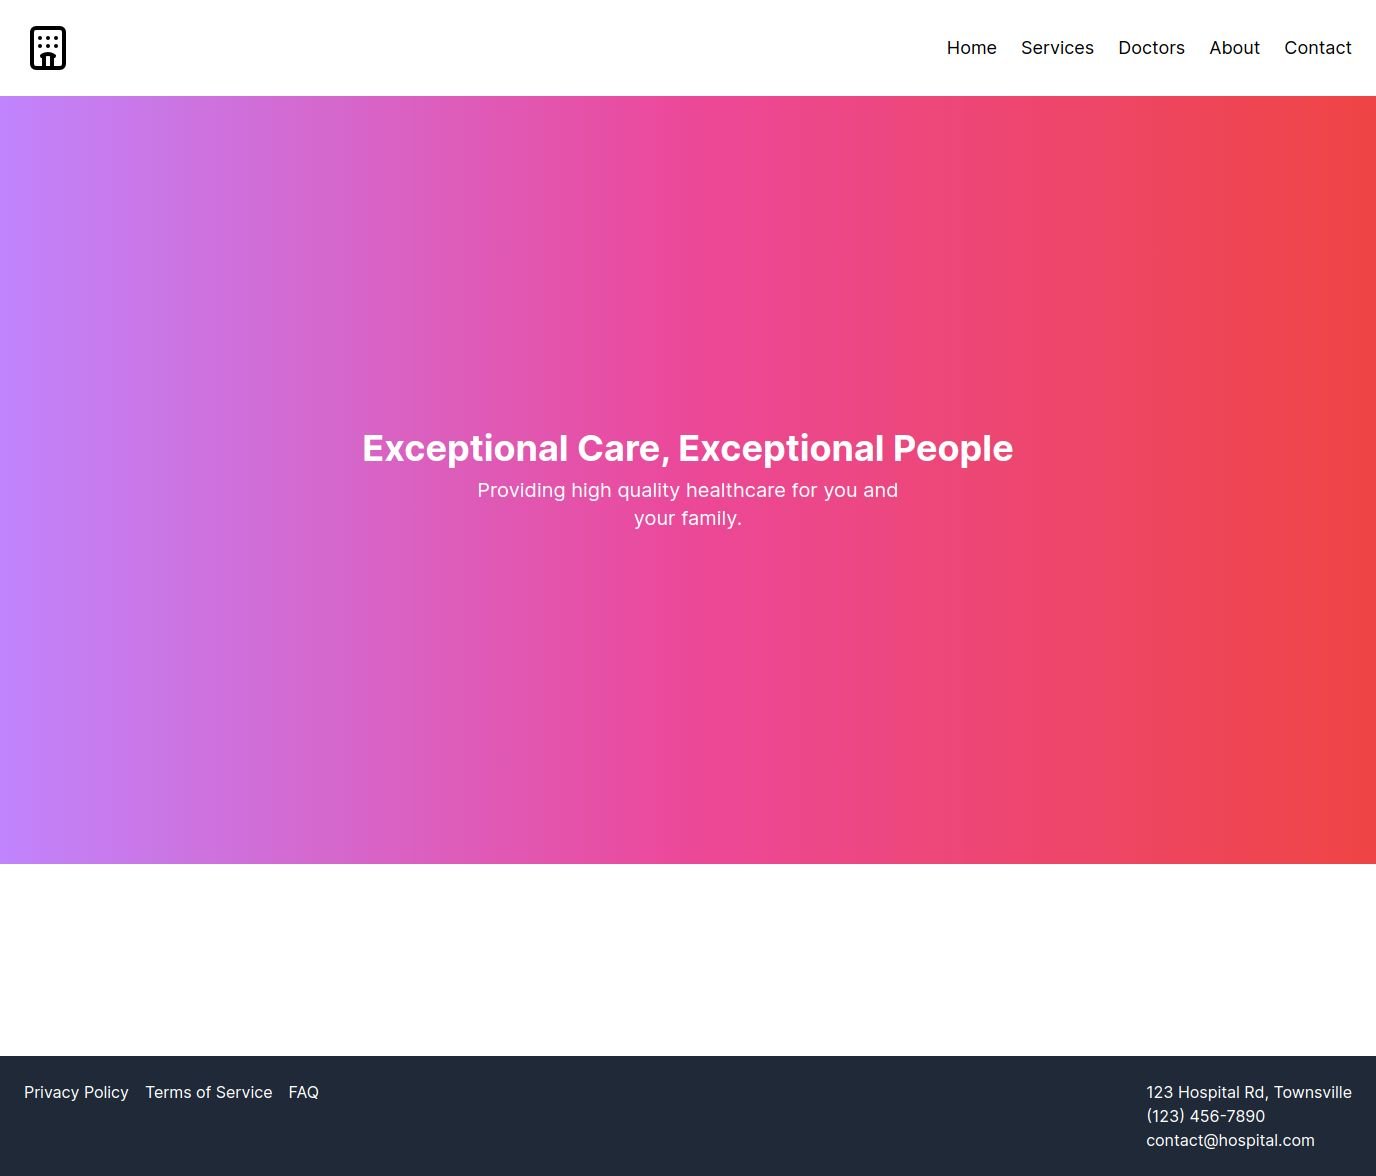 Home Services Doctors About Contact
Exceptional Care, Exceptional People
Providing high quality healthcare for you and
your family.
Privacy Policy Terms of Service FAQ
123 Hospital Rd, Townsville
(123) 456-7890
contact@hospital.com